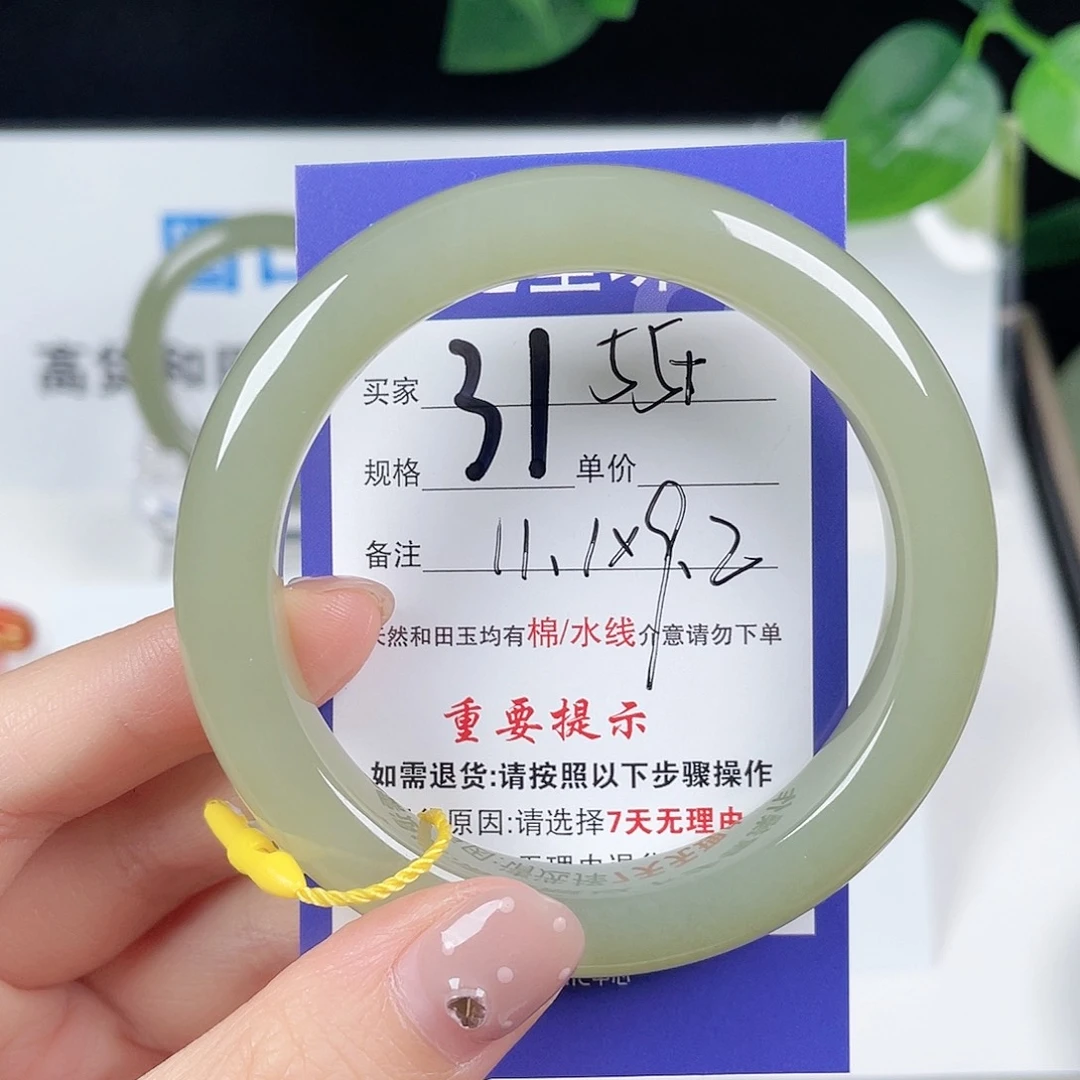 高货和田
买家 31 55+
规格 单价
备注 11.1x9.2
天然和田玉均有棉/水线介意请勿下单
重要提示
如需退货:请按照以下步骤操作
原因:请选择7天无理由